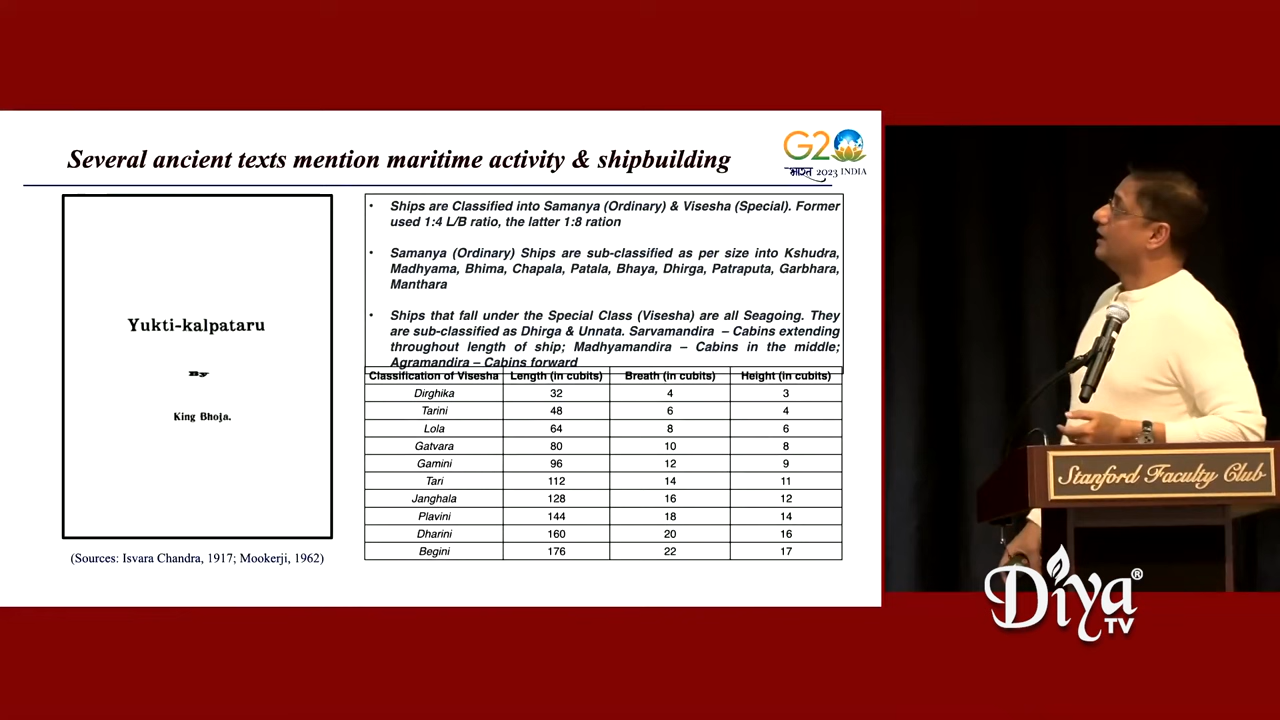 Several ancient texts mention maritime activity & shipbuilding
G20
भारत 2023 INDIA
Yukti-kalpataru
By
King Bhoja.
(Sources: Isvara Chandra, 1917; Mookerji, 1962)
• Ships are Classified into Samanya (Ordinary) & Visesha (Special). Former
used 1:4 L/B ratio, the latter 1:8 ration
• Samanya (Ordinary) Ships are sub-classified as per size into Kshudra,
Madhyama, Bhima, Chapala, Patala, Bhaya, Dhirga, Patraputa, Garbhara,
Manthara
• Ships that fall under the Special Class (Visesha) are all Seagoing. They
are sub-classified as Dhirga & Unnata. Sarvamandira – Cabins extending
throughout length of ship; Madhyamandira – Cabins in the middle;
Agramandira – Cabins forward
Classification of Visesha Length (in cubits) Breath (in cubits) Height (in cubits)
Dirghika 32 4 3
Tarini 48 6 4
Lola 64 8 6
Gatvara 80 10 8
Gamini 96 12 9
Tari 112 14 11
Janghala 128 16 12
Plavini 144 18 14
Dharini 160 20 16
Begini 176 22 17
Stanford Faculty Club
Diya®
TV